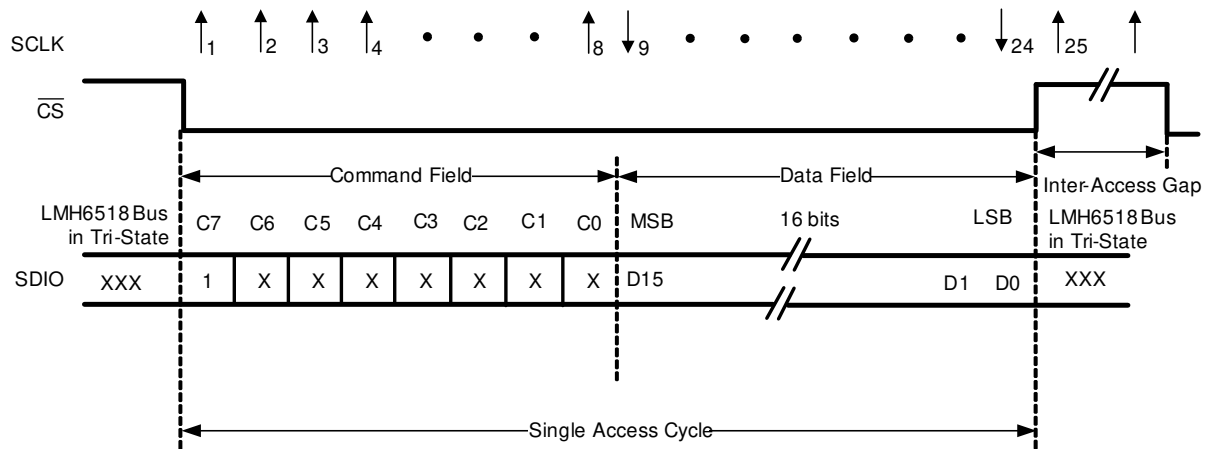 SCLK 1 2 3 4 8 9 24 25
CS
Command Field Data Field Inter-Access Gap
LMH6518 Bus in Tri-State C7 C6 C5 C4 C3 C2 C1 C0 MSB 16 bits LSB LMH6518 Bus in Tri-State
SDIO XXX 1 X X X X X X X D15 D1 D0 XXX
Single Access Cycle